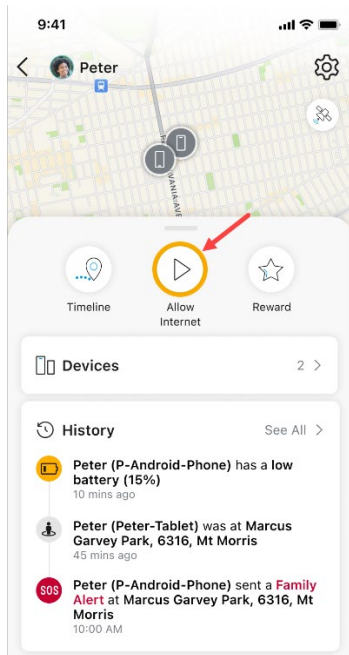 9:41
Peter
VANIA AVE
Timeline
Allow
Internet
Reward
Devices
2
History
See All
Peter (P-Android-Phone) has a low
battery (15%)
10 mins ago
Peter (Peter-Tablet) was at Marcus
Garvey Park, 6316, Mt Morris
45 mins ago
SOS
Peter (P-Android-Phone) sent a Family
Alert at Marcus Garvey Park, 6316, Mt
Morris
10:00 AM